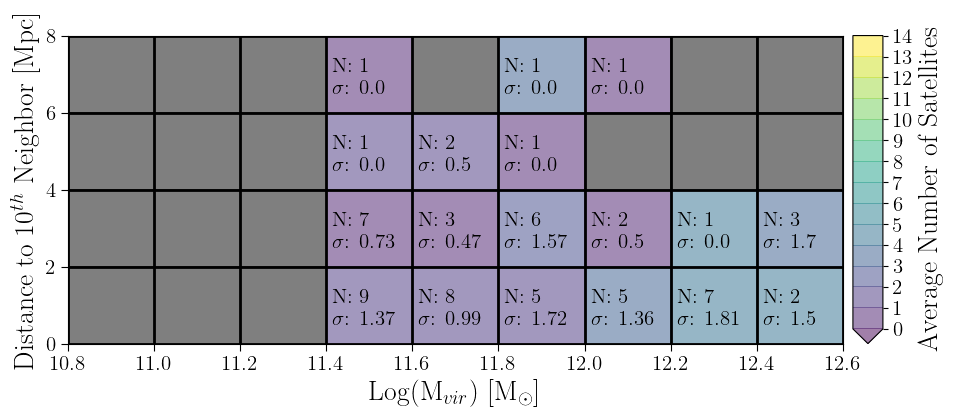 Distance to 10th Neighbor [Mpc]
8
6
4
2
0
N: 1
σ: 0.0
N: 1
σ: 0.0
N: 1
σ: 0.0
N: 1
σ: 0.0
N: 2
σ: 0.5
N: 1
σ: 0.0
N: 7
σ: 0.73
N: 3
σ: 0.47
N: 6
σ: 1.57
N: 2
σ: 0.5
N: 1
σ: 0.0
N: 3
σ: 1.7
N: 9
σ: 1.37
N: 8
σ: 0.99
N: 5
σ: 1.72
N: 5
σ: 1.36
N: 7
σ: 1.81
N: 2
σ: 1.5
10.8 11.0 11.2 11.4 11.6 11.8 12.0 12.2 12.4 12.6
Log(Mvir) [M⊙]
14
13
12
11
10
9
8
7
6
5
4
3
2
1
0
Average Number of Satellites